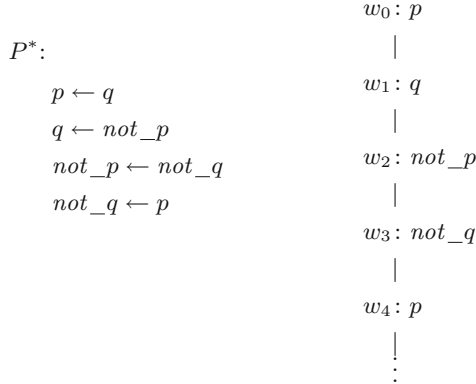 P*:
p ← q
q ← not_p
not_p ← not_q
not_q ← p
w₀: p
w₁: q
w₂: not_p
w₃: not_q
w₄: p
⋮